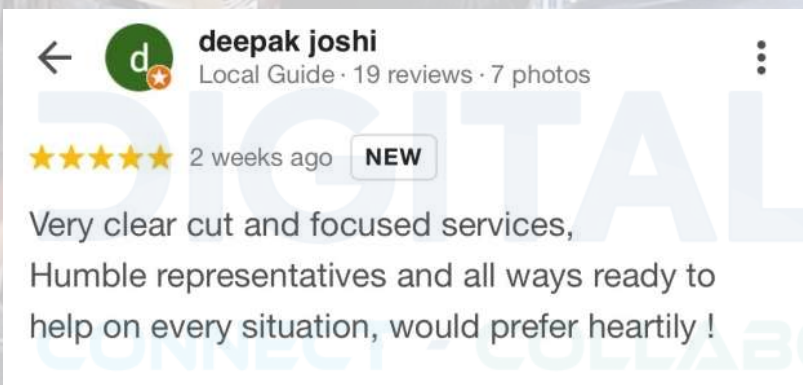 deepak joshi
d
Local Guide · 19 reviews · 7 photos
2 weeks ago NEW
Very clear cut and focused services,
Humble representatives and all ways ready to
help on every situation, would prefer heartily !
DIGITAL
CONNECT - COLLAB